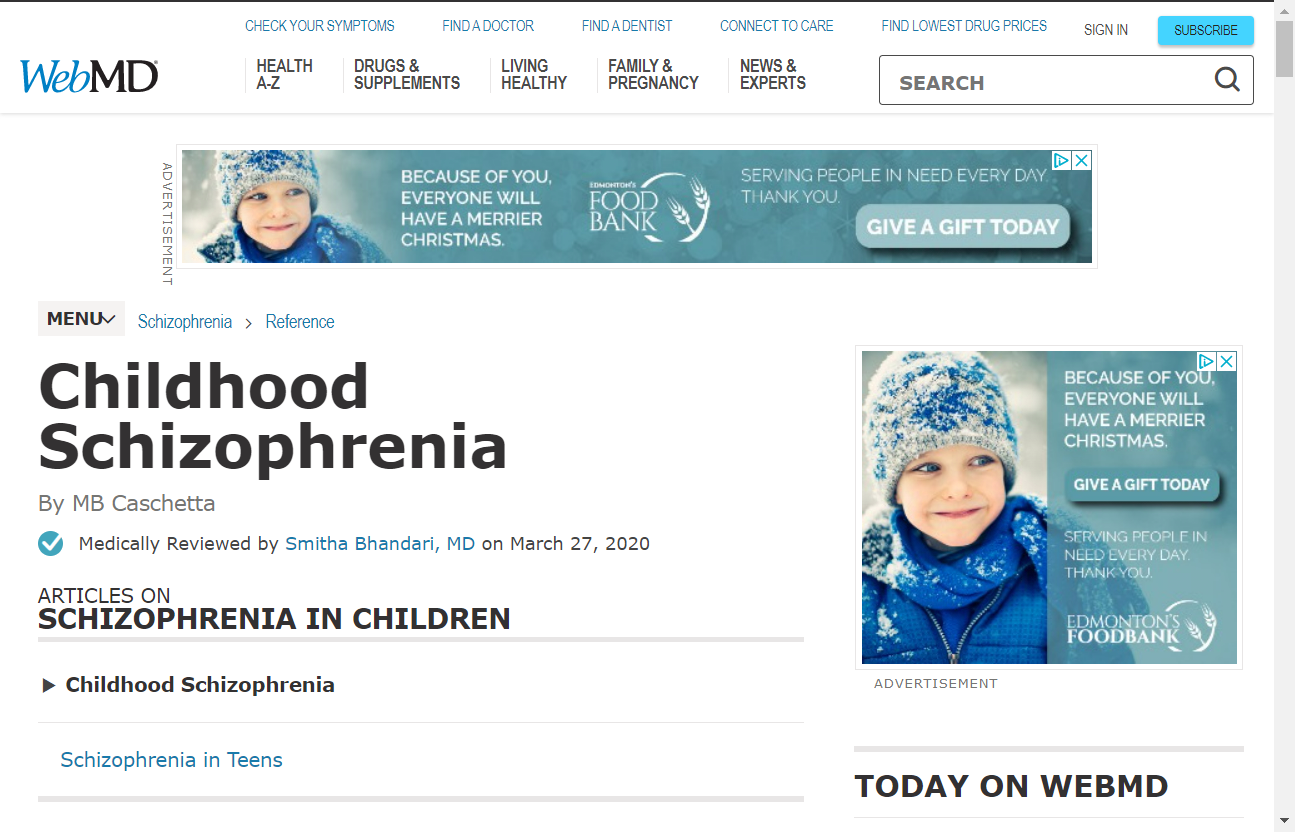 CHECK YOUR SYMPTOMS
FIND A DOCTOR
FIND A DENTIST
CONNECT TO CARE
FIND LOWEST DRUG PRICES
SIGN IN
SUBSCRIBE
WebMD
HEALTH
A-Z
DRUGS &
SUPPLEMENTS
LIVING
HEALTHY
FAMILY &
PREGNANCY
NEWS &
EXPERTS
SEARCH
ADVERTISEMENT
BECAUSE OF YOU,
EVERYONE WILL
HAVE A MERRIER
CHRISTMAS.
EDMONTON'S
FOOD
BANK
SERVING PEOPLE IN NEED EVERY DAY.
THANK YOU.
GIVE A GIFT TODAY
MENU
Schizophrenia > Reference
Childhood
Schizophrenia
By MB Caschetta
Medically Reviewed by Smitha Bhandari, MD on March 27, 2020
ARTICLES ON
SCHIZOPHRENIA IN CHILDREN
Childhood Schizophrenia
Schizophrenia in Teens
BECAUSE OF YOU,
EVERYONE WILL
HAVE A MERRIER
CHRISTMAS.
GIVE A GIFT TODAY
SERVING PEOPLE IN
NEED EVERY DAY.
THANK YOU.
EDMONTON'S
FOODBANK
ADVERTISEMENT
TODAY ON WEBMD